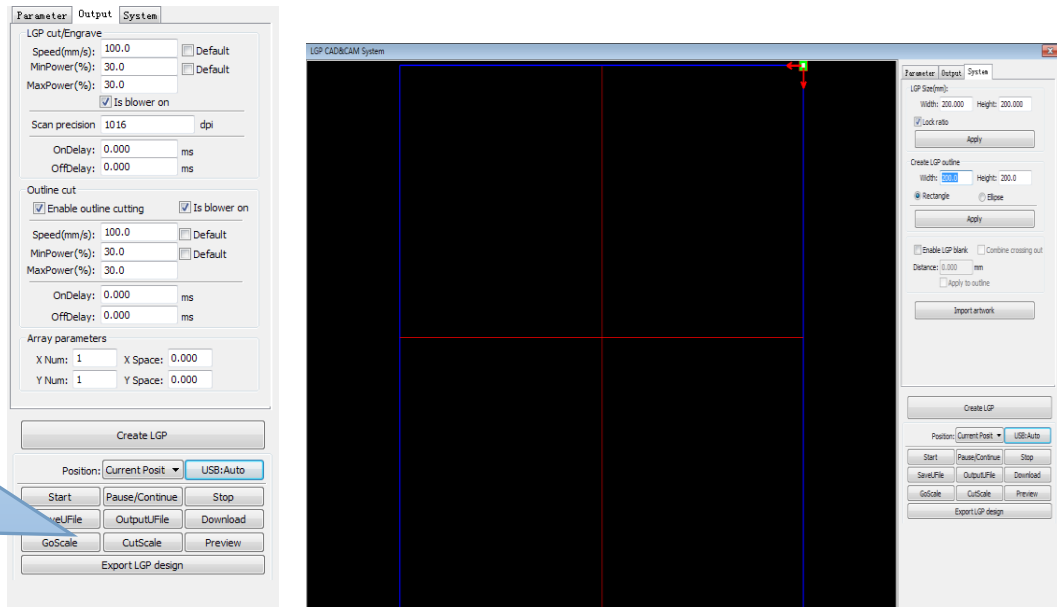 Parameter Output System
LGP cut/Engrave
Speed(mm/s): 100.0 Default
MinPower(%): 30.0 Default
MaxPower(%): 30.0
Is blower on
Scan precision 1016 dpi
OnDelay: 0.000 ms
OffDelay: 0.000 ms
Outline cut
Enable outline cutting Is blower on
Speed(mm/s): 100.0 Default
MinPower(%): 30.0 Default
MaxPower(%): 30.0
OnDelay: 0.000 ms
OffDelay: 0.000 ms
Array parameters
X Num: 1 X Space: 0.000
Y Num: 1 Y Space: 0.000
Create LGP
Position: Current Posit USB:Auto
Start Pause/Continue Stop
veUFile OutputUFile Download
GoScale CutScale Preview
Export LGP design
LGP CAD&CAM System
Parameter Output System
LGP Size(mm):
Width: 200.000 Height: 200.000
Lock ratio
Apply
Create LGP outline
Width: 200.0 Height: 200.0
Rectangle Ellipse
Apply
Enable LGP blank Combine crossing out
Distance: 0.000 mm
Apply to outline
Import artwork
Create LGP
Position: Current Posit USB:Auto
Start Pause/Continue Stop
SaveUFile OutputUFile Download
GoScale CutScale Preview
Export LGP design